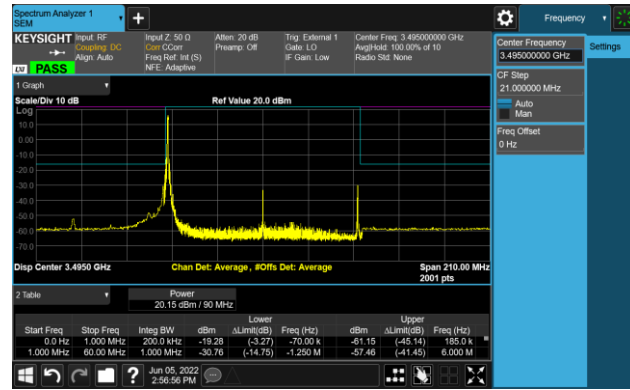 Spectrum Analyzer 1
SEM
Frequency
KEYSIGHT
Input: RF
Coupling: DC
Align: Auto
Input Z: 50 Ω
Corr CCorr
Freq Ref: Int (S)
NFE: Adaptive
Atten: 20 dB
Preamp: Off
Trig: External 1
Gate: LO
IF Gain: Low
Center Freq: 3.495000000 GHz
Avg|Hold: 100.00% of 10
Radio Std: None
LXI PASS
Center Frequency
3.495000000 GHz
Settings
CF Step
21.000000 MHz
Auto
Man
Freq Offset
0 Hz
1 Graph
Scale/Div 10 dB
Ref Value 20.0 dBm
Log
10.0
0.00
-10.0
-20.0
-30.0
-40.0
-50.0
-60.0
-70.0
Disp Center 3.4950 GHz
Chan Det: Average , #Offs Det: Average
Span 210.00 MHz
2001 pts
2 Table
Power
20.15 dBm / 90 MHz
Lower Upper
Start Freq Stop Freq Integ BW dBm ΔLimit(dB) Freq (Hz) dBm ΔLimit(dB) Freq (Hz)
0.0 Hz 1.000 MHz 200.0 kHz -19.28 (-3.27) -70.00 k -61.15 (-45.14) 185.0 k
1.000 MHz 60.00 MHz 1.000 MHz -30.76 (-14.75) -1.250 M -57.46 (-41.45) 6.000 M
Jun 05, 2022
2:56:56 PM